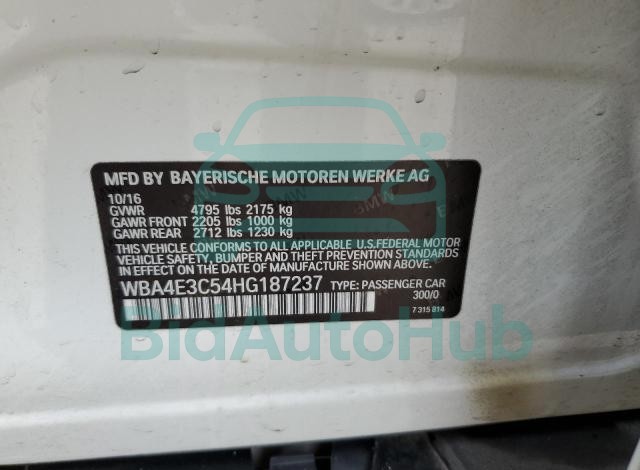 MFD BY BAYERISCHE MOTOREN WERKE AG
10/16
GVWR 4795 lbs 2175 kg
GAWR FRONT 2205 lbs 1000 kg
GAWR REAR 2712 lbs 1230 kg
THIS VEHICLE CONFORMS TO ALL APPLICABLE U.S.FEDERAL MOTOR
VEHICLE SAFETY, BUMPER, AND THEFT PREVENTION STANDARDS
IN EFFECT ON THE DATE OF MANUFACTURE SHOWN ABOVE.
WBA4E3C54HG187237 TYPE: PASSENGER CAR
300/0
7 315 814
BidAutoHub